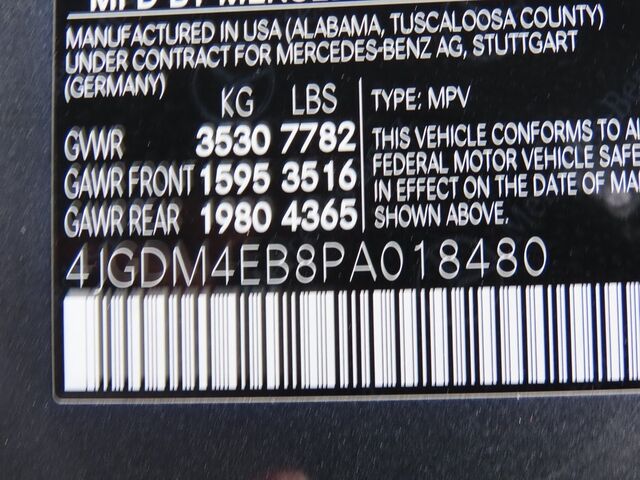 MFD BY
MANUFACTURED IN USA (ALABAMA, TUSCALOOSA COUNTY)
UNDER CONTRACT FOR MERCEDES-BENZ AG, STUTTGART
(GERMANY)
KG LBS
GVWR 3530 7782
GAWR FRONT 1595 3516
GAWR REAR 1980 4365
TYPE: MPV
THIS VEHICLE CONFORMS TO
FEDERAL MOTOR VEHICLE SAFE
IN EFFECT ON THE DATE OF
SHOWN ABOVE.
4JGDM4EB8PA018480